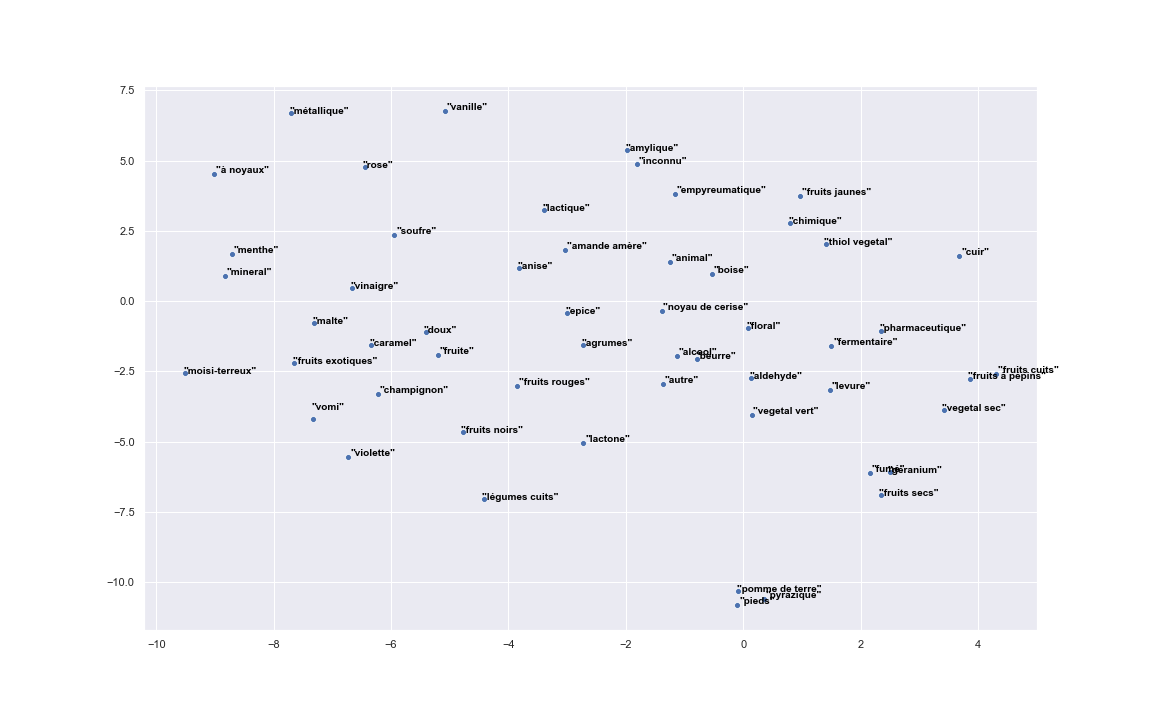 7.5
"métallique"
"vanille"
"amylique"
5.0
"inconnu"
"rose"
"à noyaux"
"empyreumatique"
"fruits jaunes"
"lactique"
"chimique"
2.5
"soufre"
"thiol vegetal"
"amande amère"
"menthe"
"cuir"
"animal"
"anise"
"boise"
"mineral"
"vinaigre"
0.0
"noyau de cerise"
"epice"
"malte"
"floral"
"doux"
"pharmaceutique"
"caramel"
"agrumes"
"fermentaire"
"fruite"
"alcool"
"beurre"
"fruits exotiques"
−2.5
"moisi-terreux"
"fruits cuits"
"fruits à pepins"
"aldehyde"
"autre"
"fruits rouges"
"levure"
"champignon"
"vomi"
"vegetal vert"
"vegetal sec"
"fruits noirs"
−5.0
"lactone"
"violette"
"géranium"
"fruits secs"
"légumes cuits"
−7.5
−10.0
"pomme de terre"
"pyrazique"
"pieds"
−10
−8
−6
−4
−2
0
2
4